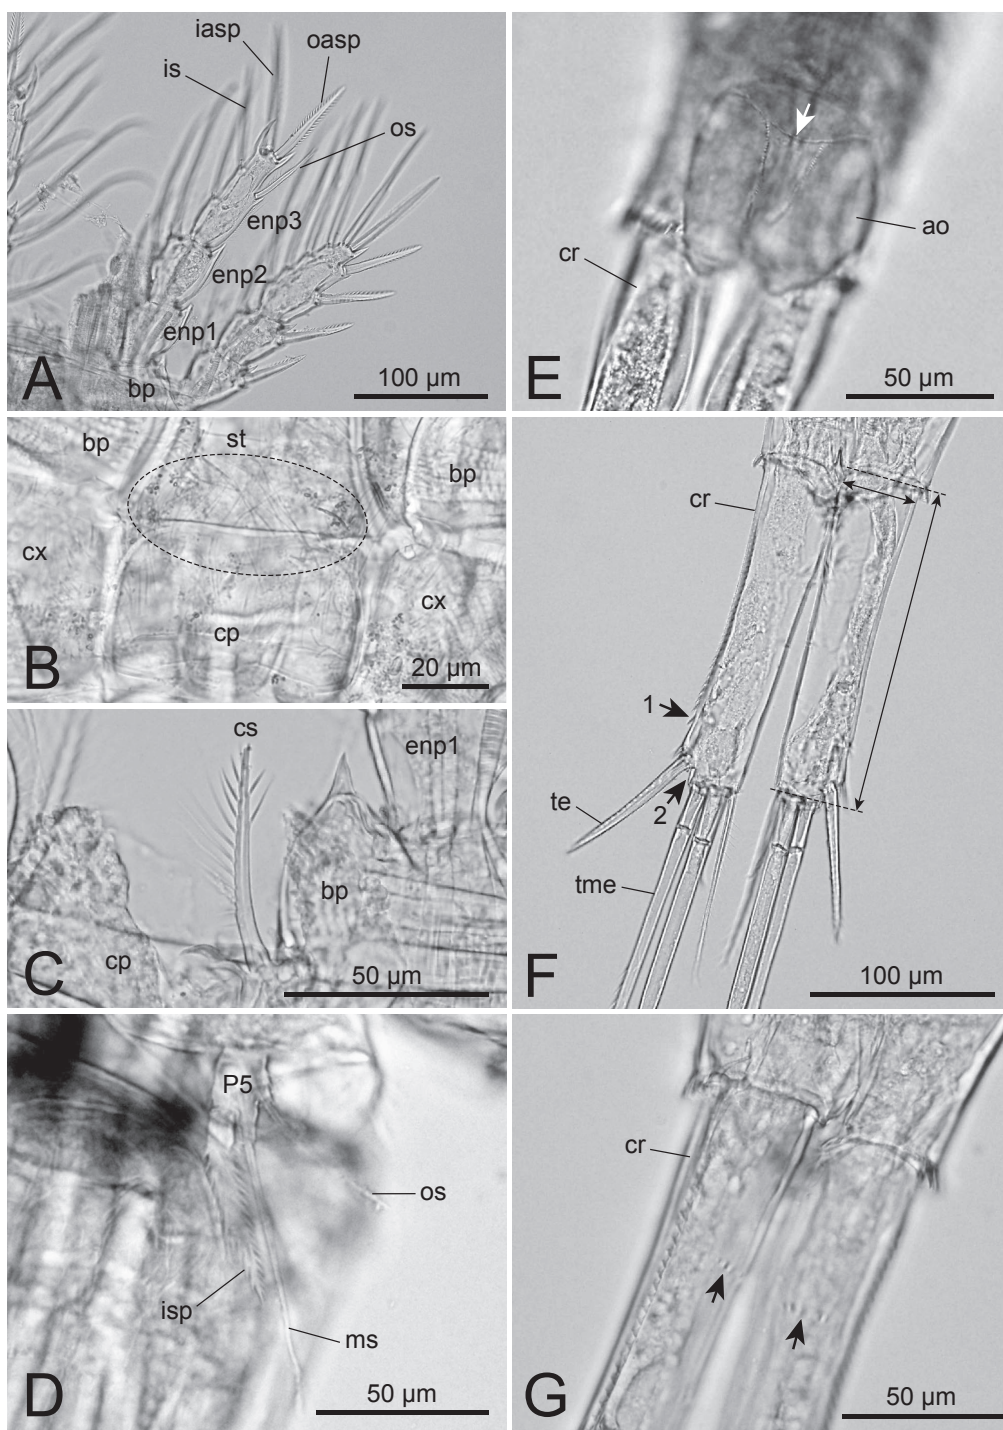 iasp
oasp
is
os
enp3
enp2
enp1
bp
A
100 µm
bp
st
bp
cx
cx
cp
B
20 µm
cs
enp1
bp
cp
C
50 µm
P5
os
isp
ms
D
50 µm
ao
cr
E
50 µm
cr
1
2
te
tme
F
100 µm
cr
G
50 µm